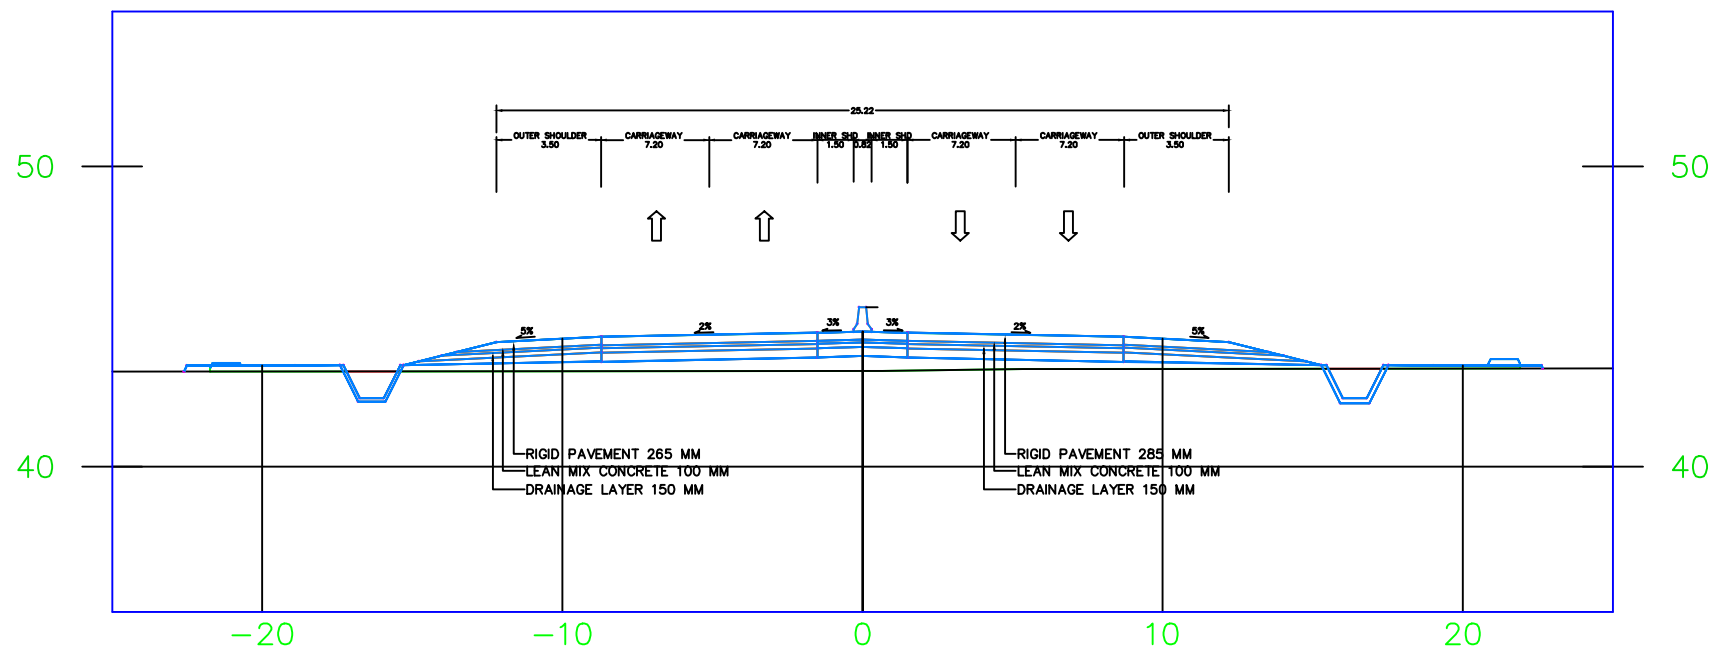 25.22
OUTER SHOULDER CARRIAGEWAY CARRIAGEWAY INNER SHD INNER SHD CARRIAGEWAY CARRIAGEWAY OUTER SHOULDER
3.50 7.20 7.20 1.50 0.82 1.50 7.20 7.20 3.50
50 50
5% 2% 3% 3% 2% 5%
RIGID PAVEMENT 265 MM RIGID PAVEMENT 285 MM
40 LEAN MIX CONCRETE 100 MM LEAN MIX CONCRETE 100 MM 40
DRAINAGE LAYER 150 MM DRAINAGE LAYER 150 MM
-20 -10 0 10 20